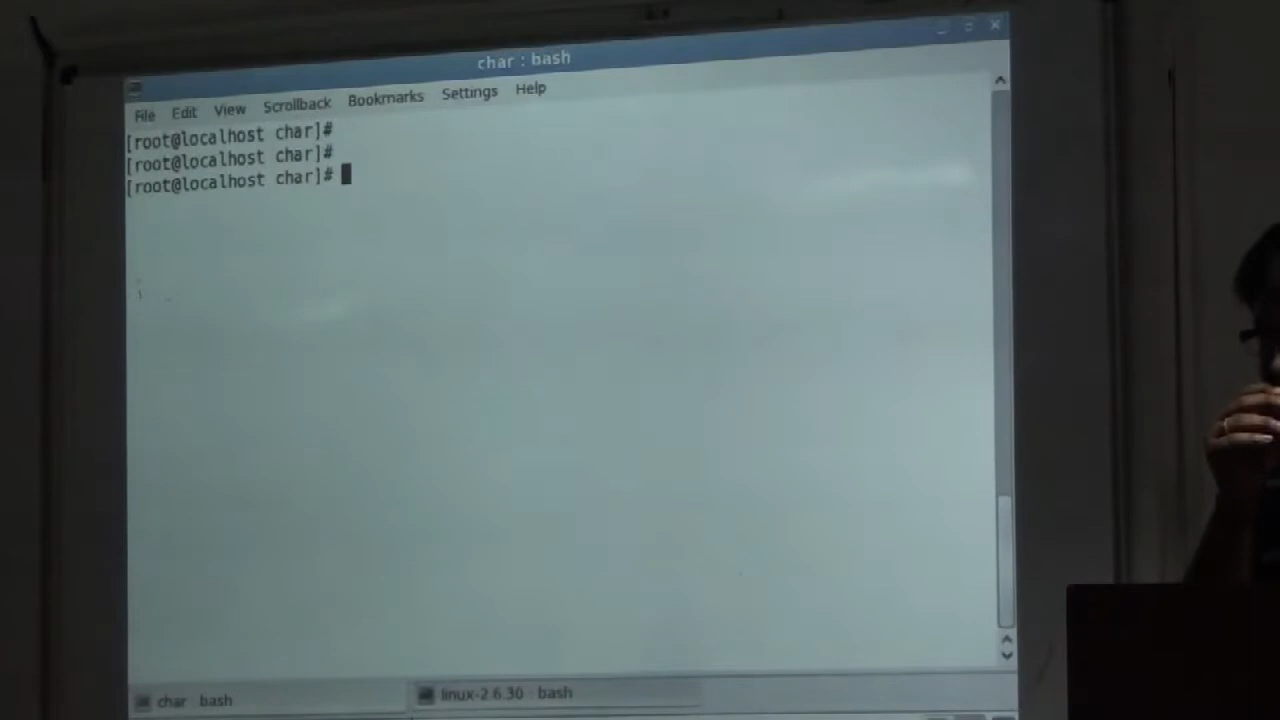 char : bash
File Edit View Scrollback Bookmarks Settings Help
[root@localhost char]#
[root@localhost char]#
[root@localhost char]#
char : bash
linux-2.6.30 : bash